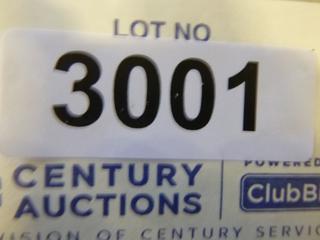 LOT NO
3001
CENTURY
AUCTIONS
POWERED
ClubB
VISION OF CENTURY SERVIC